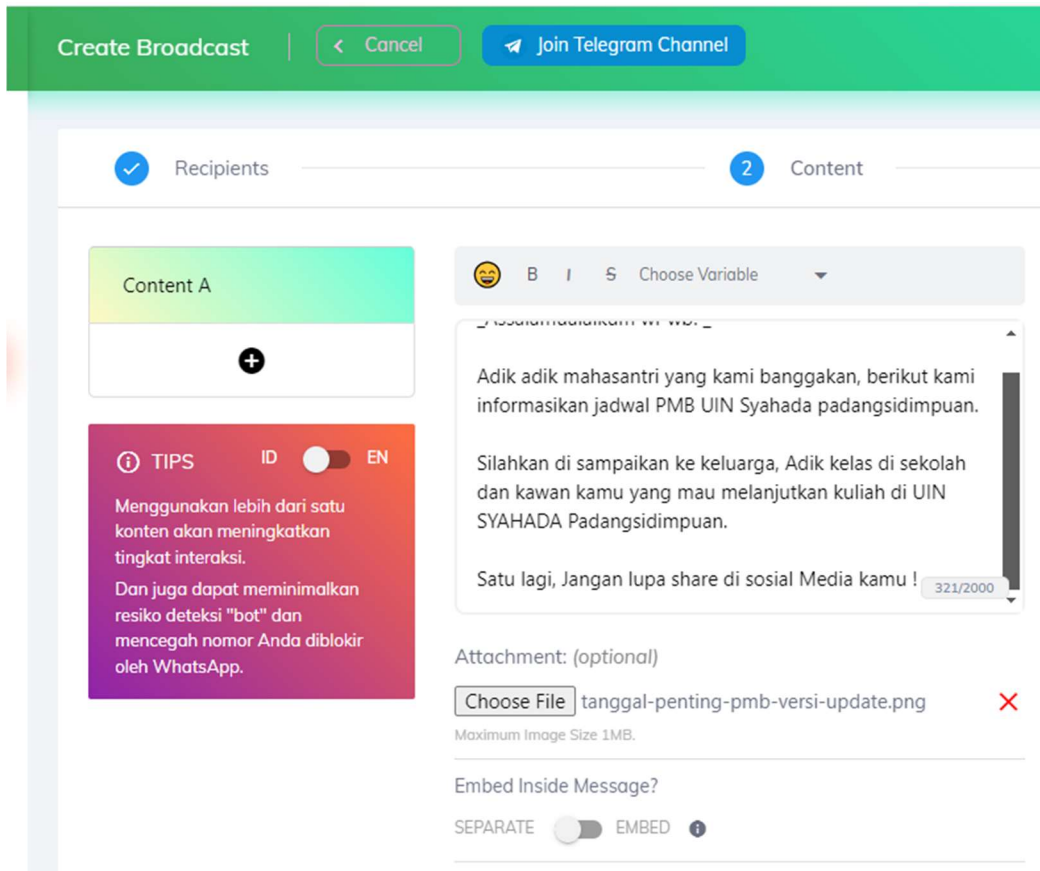 Create Broadcast
Cancel
Join Telegram Channel
Recipients
2
Content
Content A
B I S Choose Variable
_Assalamualaikum wr wb. _
Adik adik mahasantri yang kami banggakan, berikut kami
informasikan jadwal PMB UIN Syahada padangsidimpuan.
Silahkan di sampaikan ke keluarga, Adik kelas di sekolah
dan kawan kamu yang mau melanjutkan kuliah di UIN
SYAHADA Padangsidimpuan.
Satu lagi, Jangan lupa share di sosial Media kamu !
321/2000
TIPS
ID
EN
Menggunakan lebih dari satu
konten akan meningkatkan
tingkat interaksi.
Dan juga dapat meminimalkan
resiko deteksi "bot" dan
mencegah nomor Anda diblokir
oleh WhatsApp.
Attachment: (optional)
Choose File tanggal-penting-pmb-versi-update.png
Maximum Image Size 1MB.
Embed Inside Message?
SEPARATE
EMBED